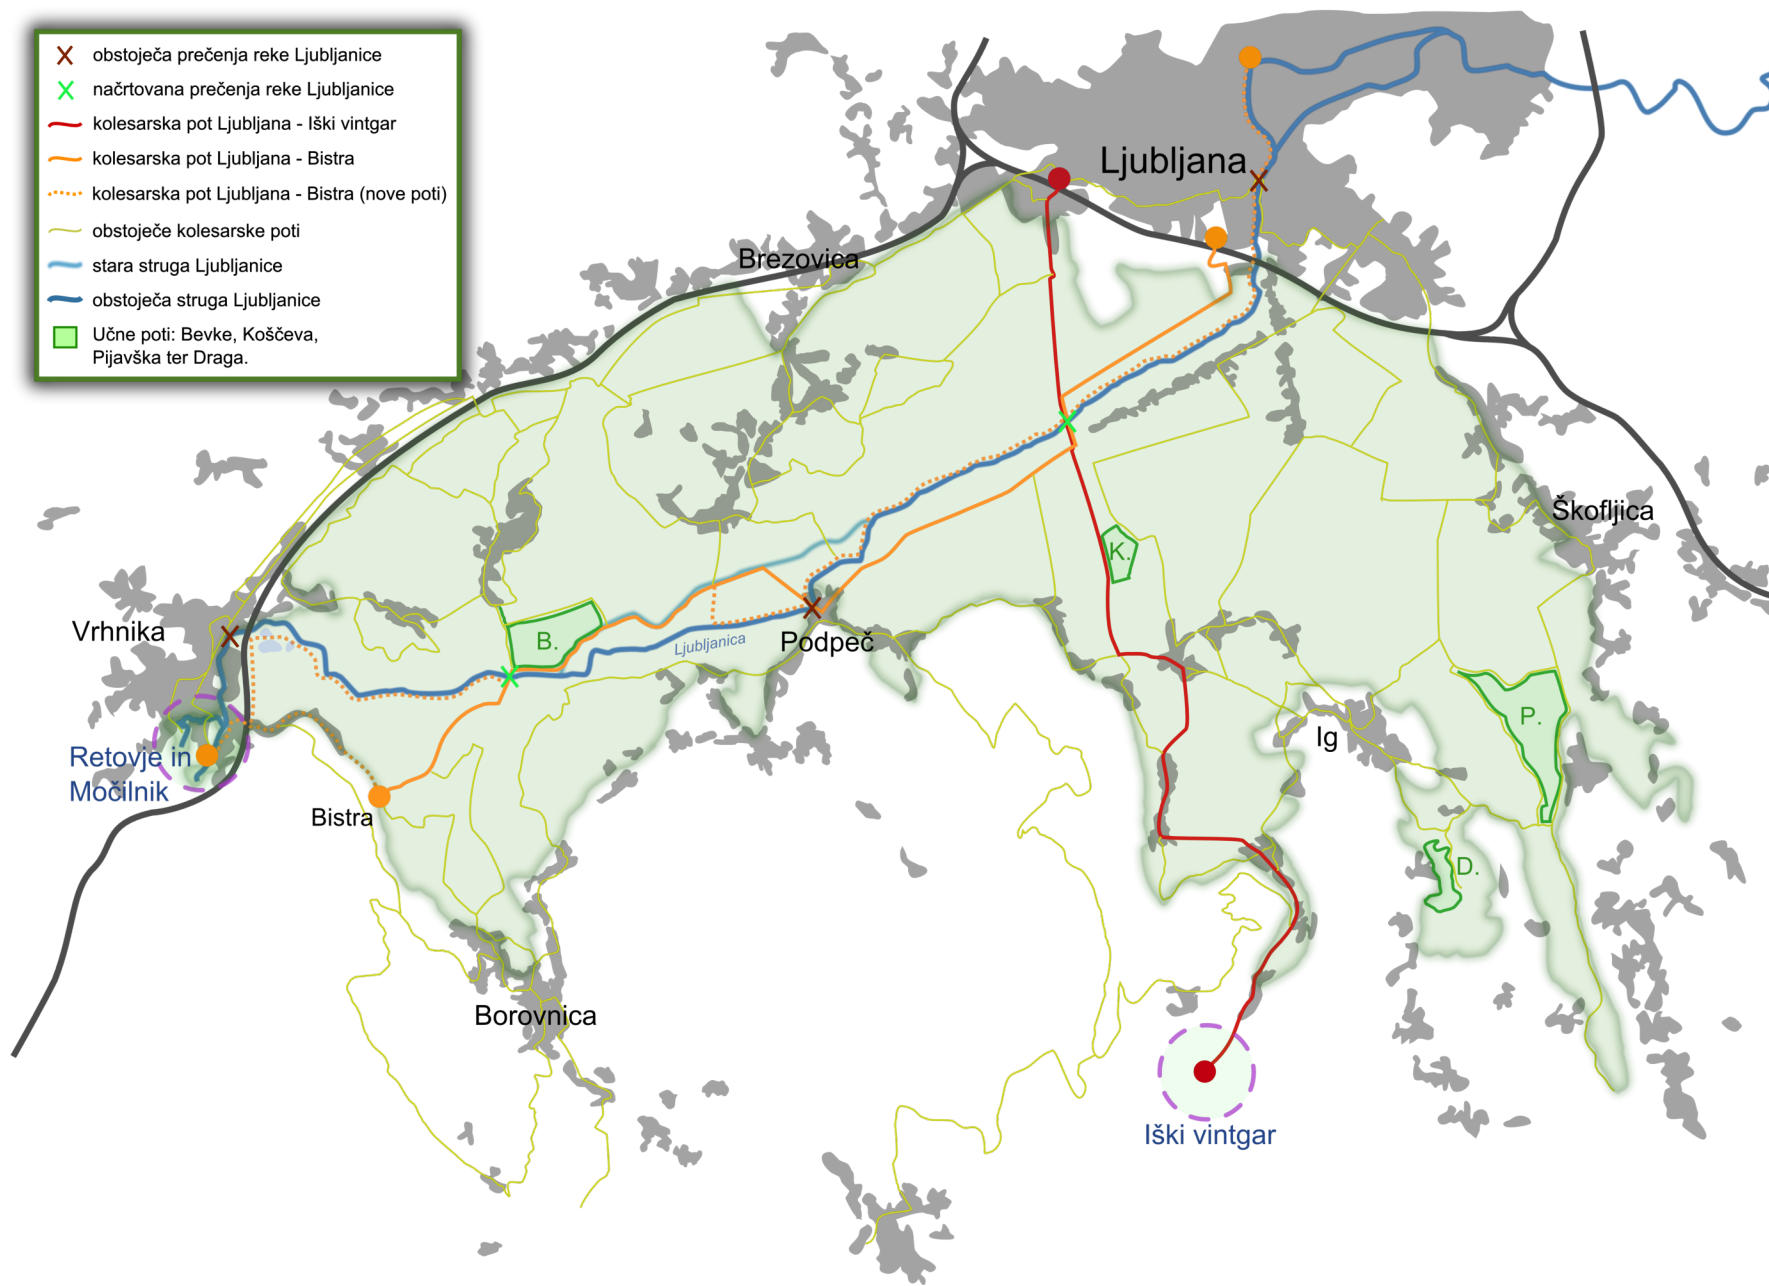 obstoječa prečenja reke Ljubljanice
načrtovana prečenja reke Ljubljanice
kolesarska pot Ljubljana - Iški vintgar
kolesarska pot Ljubljana - Bistra
kolesarska pot Ljubljana - Bistra (nove poti)
obstoječe kolesarske poti
stara struga Ljubljanice
obstoječa struga Ljubljanice
Učne poti: Bevke, Koščeva,
Pijavška ter Draga.
Ljubljana
Brezovica
Škofljica
K.
Vrhnika
B.
Ljubljanica
Podpeč
P.
Ig
Retovje in
Močilnik
Bistra
D.
Borovnica
Iški vintgar